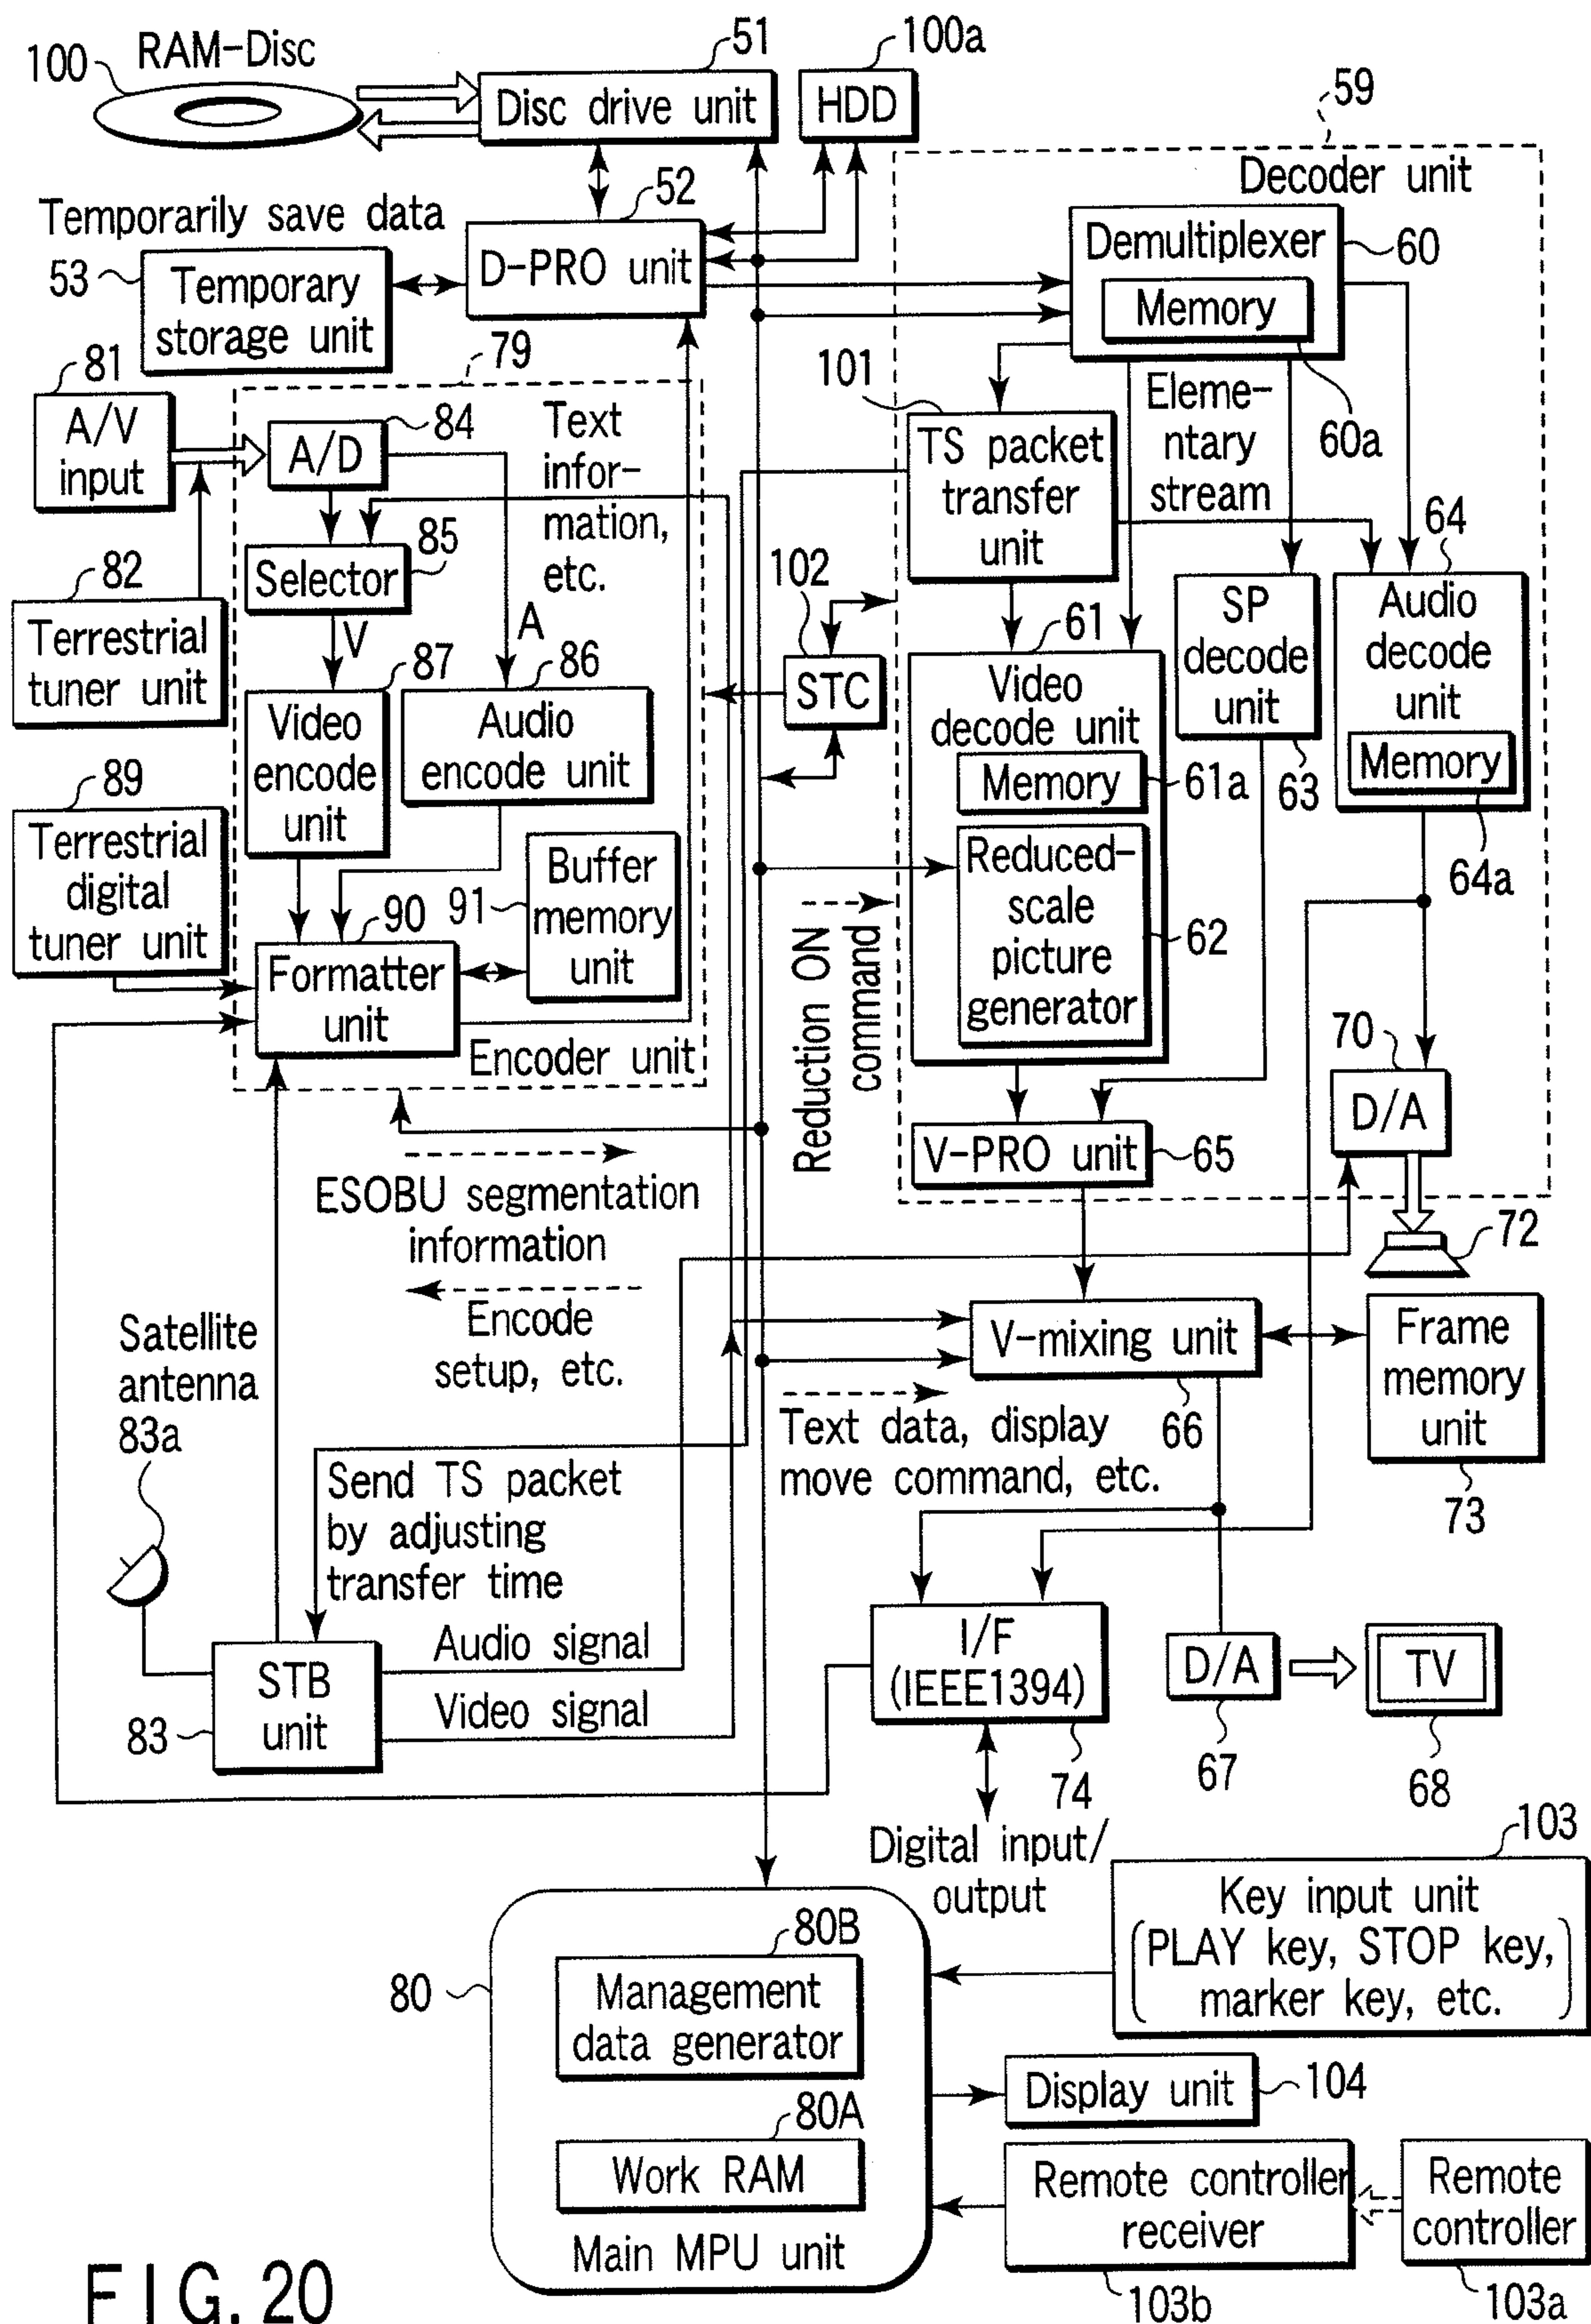 RAM-Disc
100
51
Disc drive unit
100a
HDD
59
Decoder unit
52
Temporarily save data
D-PRO unit
53
Temporary
storage unit
Demultiplexer
60
Memory
60a
79
81
A/V
input
84
A/D
Text
infor-
mation,
etc.
101
TS packet
transfer
unit
Eleme-
ntary
stream
85
Selector
V
A
82
Terrestrial
tuner unit
102
STC
64
Audio
decode
unit
Memory
64a
SP
decode
unit
63
61
Video
decode unit
Memory
61a
Reduced-
scale
picture
generator
62
87
Video
encode
unit
86
Audio
encode unit
89
Terrestrial
digital
tuner unit
91
Buffer
memory
unit
90
Formatter
unit
Encoder unit
Reduction ON
command
70
D/A
V-PRO unit
65
ESOBU segmentation
information
72
Encode
setup, etc.
Satellite
antenna
83a
V-mixing unit
66
Frame
memory
unit
73
Text data, display
move command, etc.
Send TS packet
by adjusting
transfer time
Audio signal
Video signal
STB
unit
83
I/F
(IEEE1394)
74
D/A
67
TV
68
Digital input/
output
103
Key input unit
(PLAY key, STOP key,
marker key, etc.)
80
80B
Management
data generator
80A
Work RAM
Main MPU unit
Display unit
104
Remote controller
receiver
103b
Remote
controller
103a
FIG. 20